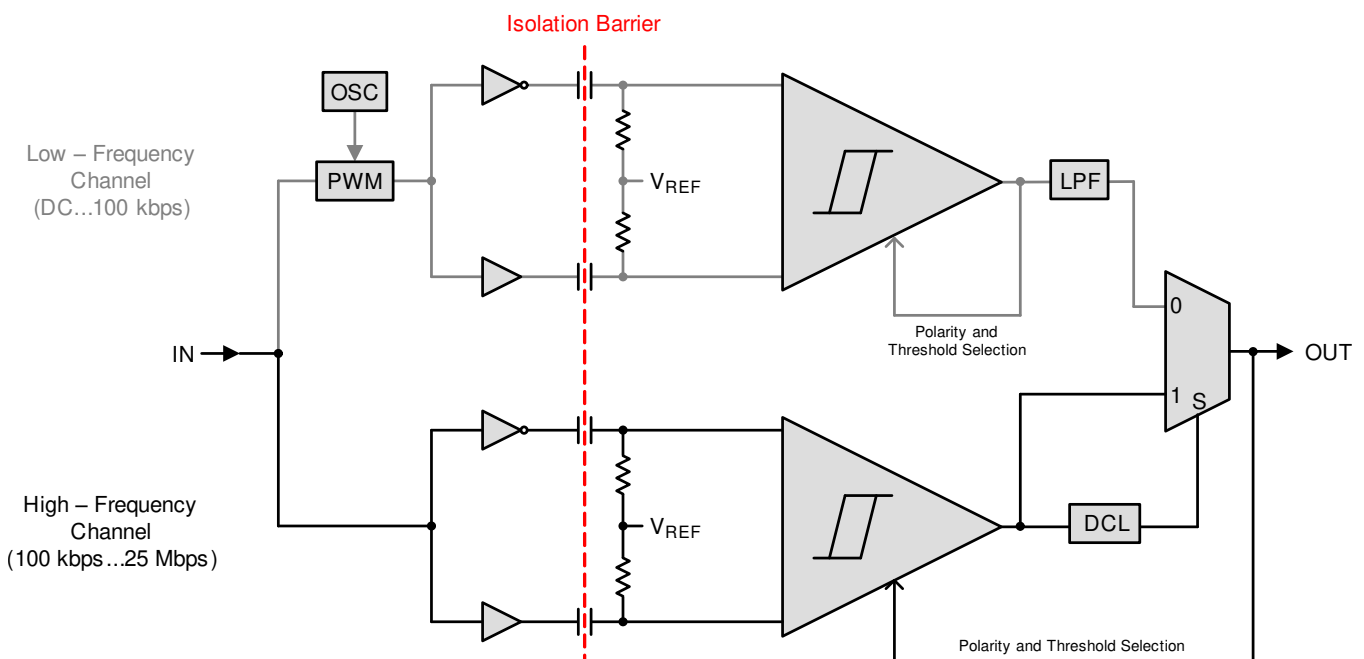 Isolation Barrier
OSC
Low – Frequency
Channel
(DC...100 kbps)
PWM
VREF
LPF
0
Polarity and
Threshold Selection
IN
OUT
1
S
High – Frequency
Channel
(100 kbps...25 Mbps)
VREF
DCL
Polarity and Threshold Selection